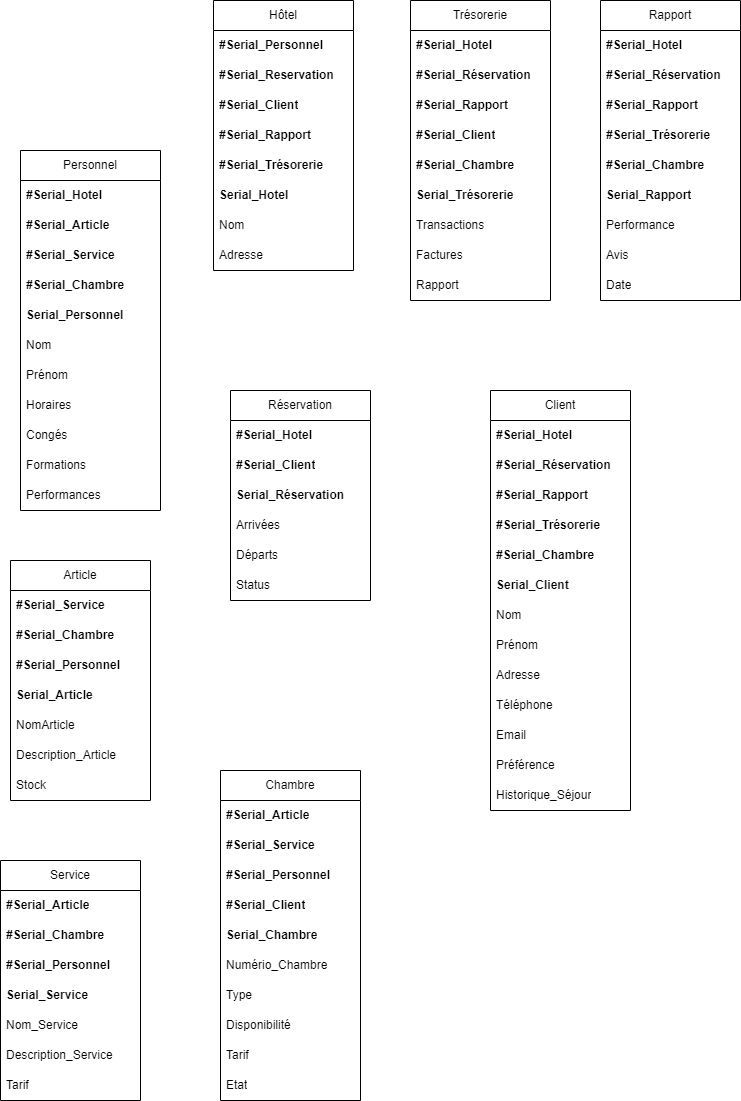 Hôtel
#Serial_Personnel
#Serial_Reservation
#Serial_Client
#Serial_Rapport
#Serial_Trésorerie
Serial_Hotel
Nom
Adresse
Trésorerie
#Serial_Hotel
#Serial_Réservation
#Serial_Rapport
#Serial_Client
#Serial_Chambre
Serial_Trésorerie
Transactions
Factures
Rapport
Rapport
#Serial_Hotel
#Serial_Réservation
#Serial_Rapport
#Serial_Trésorerie
#Serial_Chambre
Serial_Rapport
Performance
Avis
Date
Personnel
#Serial_Hotel
#Serial_Article
#Serial_Service
#Serial_Chambre
Serial_Personnel
Nom
Prénom
Horaires
Congés
Formations
Performances
Réservation
#Serial_Hotel
#Serial_Client
Serial_Réservation
Arrivées
Départs
Status
Client
#Serial_Hotel
#Serial_Réservation
#Serial_Rapport
#Serial_Trésorerie
#Serial_Chambre
Serial_Client
Nom
Prénom
Adresse
Téléphone
Email
Préférence
Historique_Séjour
Article
#Serial_Service
#Serial_Chambre
#Serial_Personnel
Serial_Article
NomArticle
Description_Article
Stock
Chambre
#Serial_Article
#Serial_Service
#Serial_Personnel
#Serial_Client
Serial_Chambre
Numério_Chambre
Type
Disponibilité
Tarif
Etat
Service
#Serial_Article
#Serial_Chambre
#Serial_Personnel
Serial_Service
Nom_Service
Description_Service
Tarif